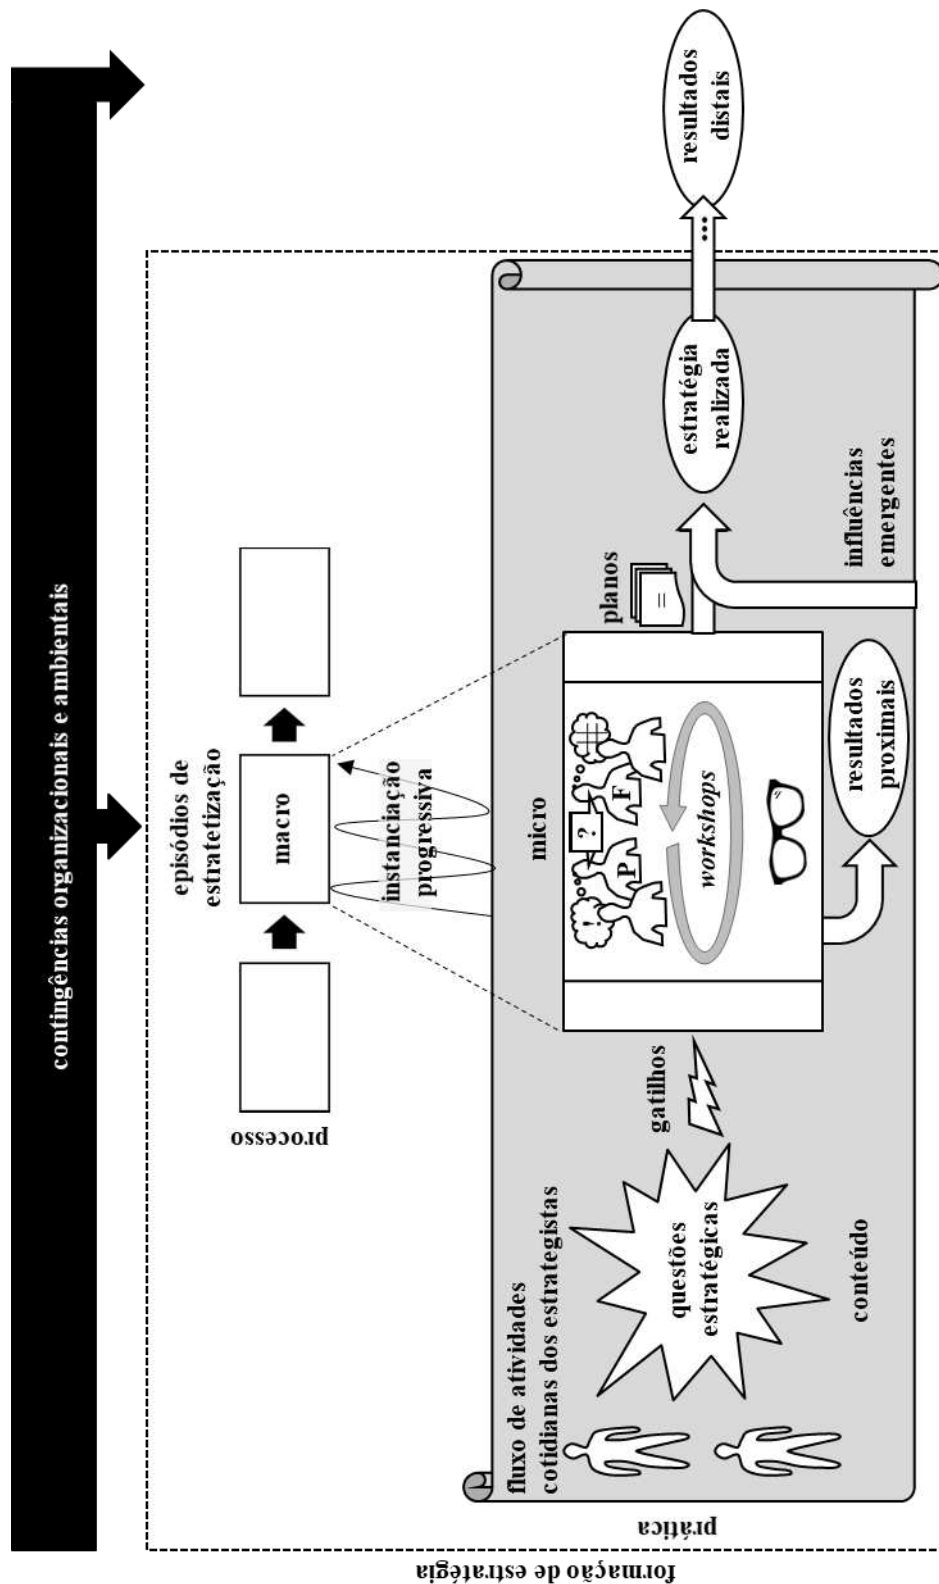 contingências organizacionais e ambientais
formação de estratégia
processo
episódios de
estratetização
macro
instanciação
progressiva
prática
fluxo de atividades
cotidianas dos estrategistas
questões
estratégicas
conteúdo
gatilhos
micro
!
P
?
F
workshops
planos
=
resultados
proximais
influências
emergentes
estratégia
realizada
...
resultados
distais